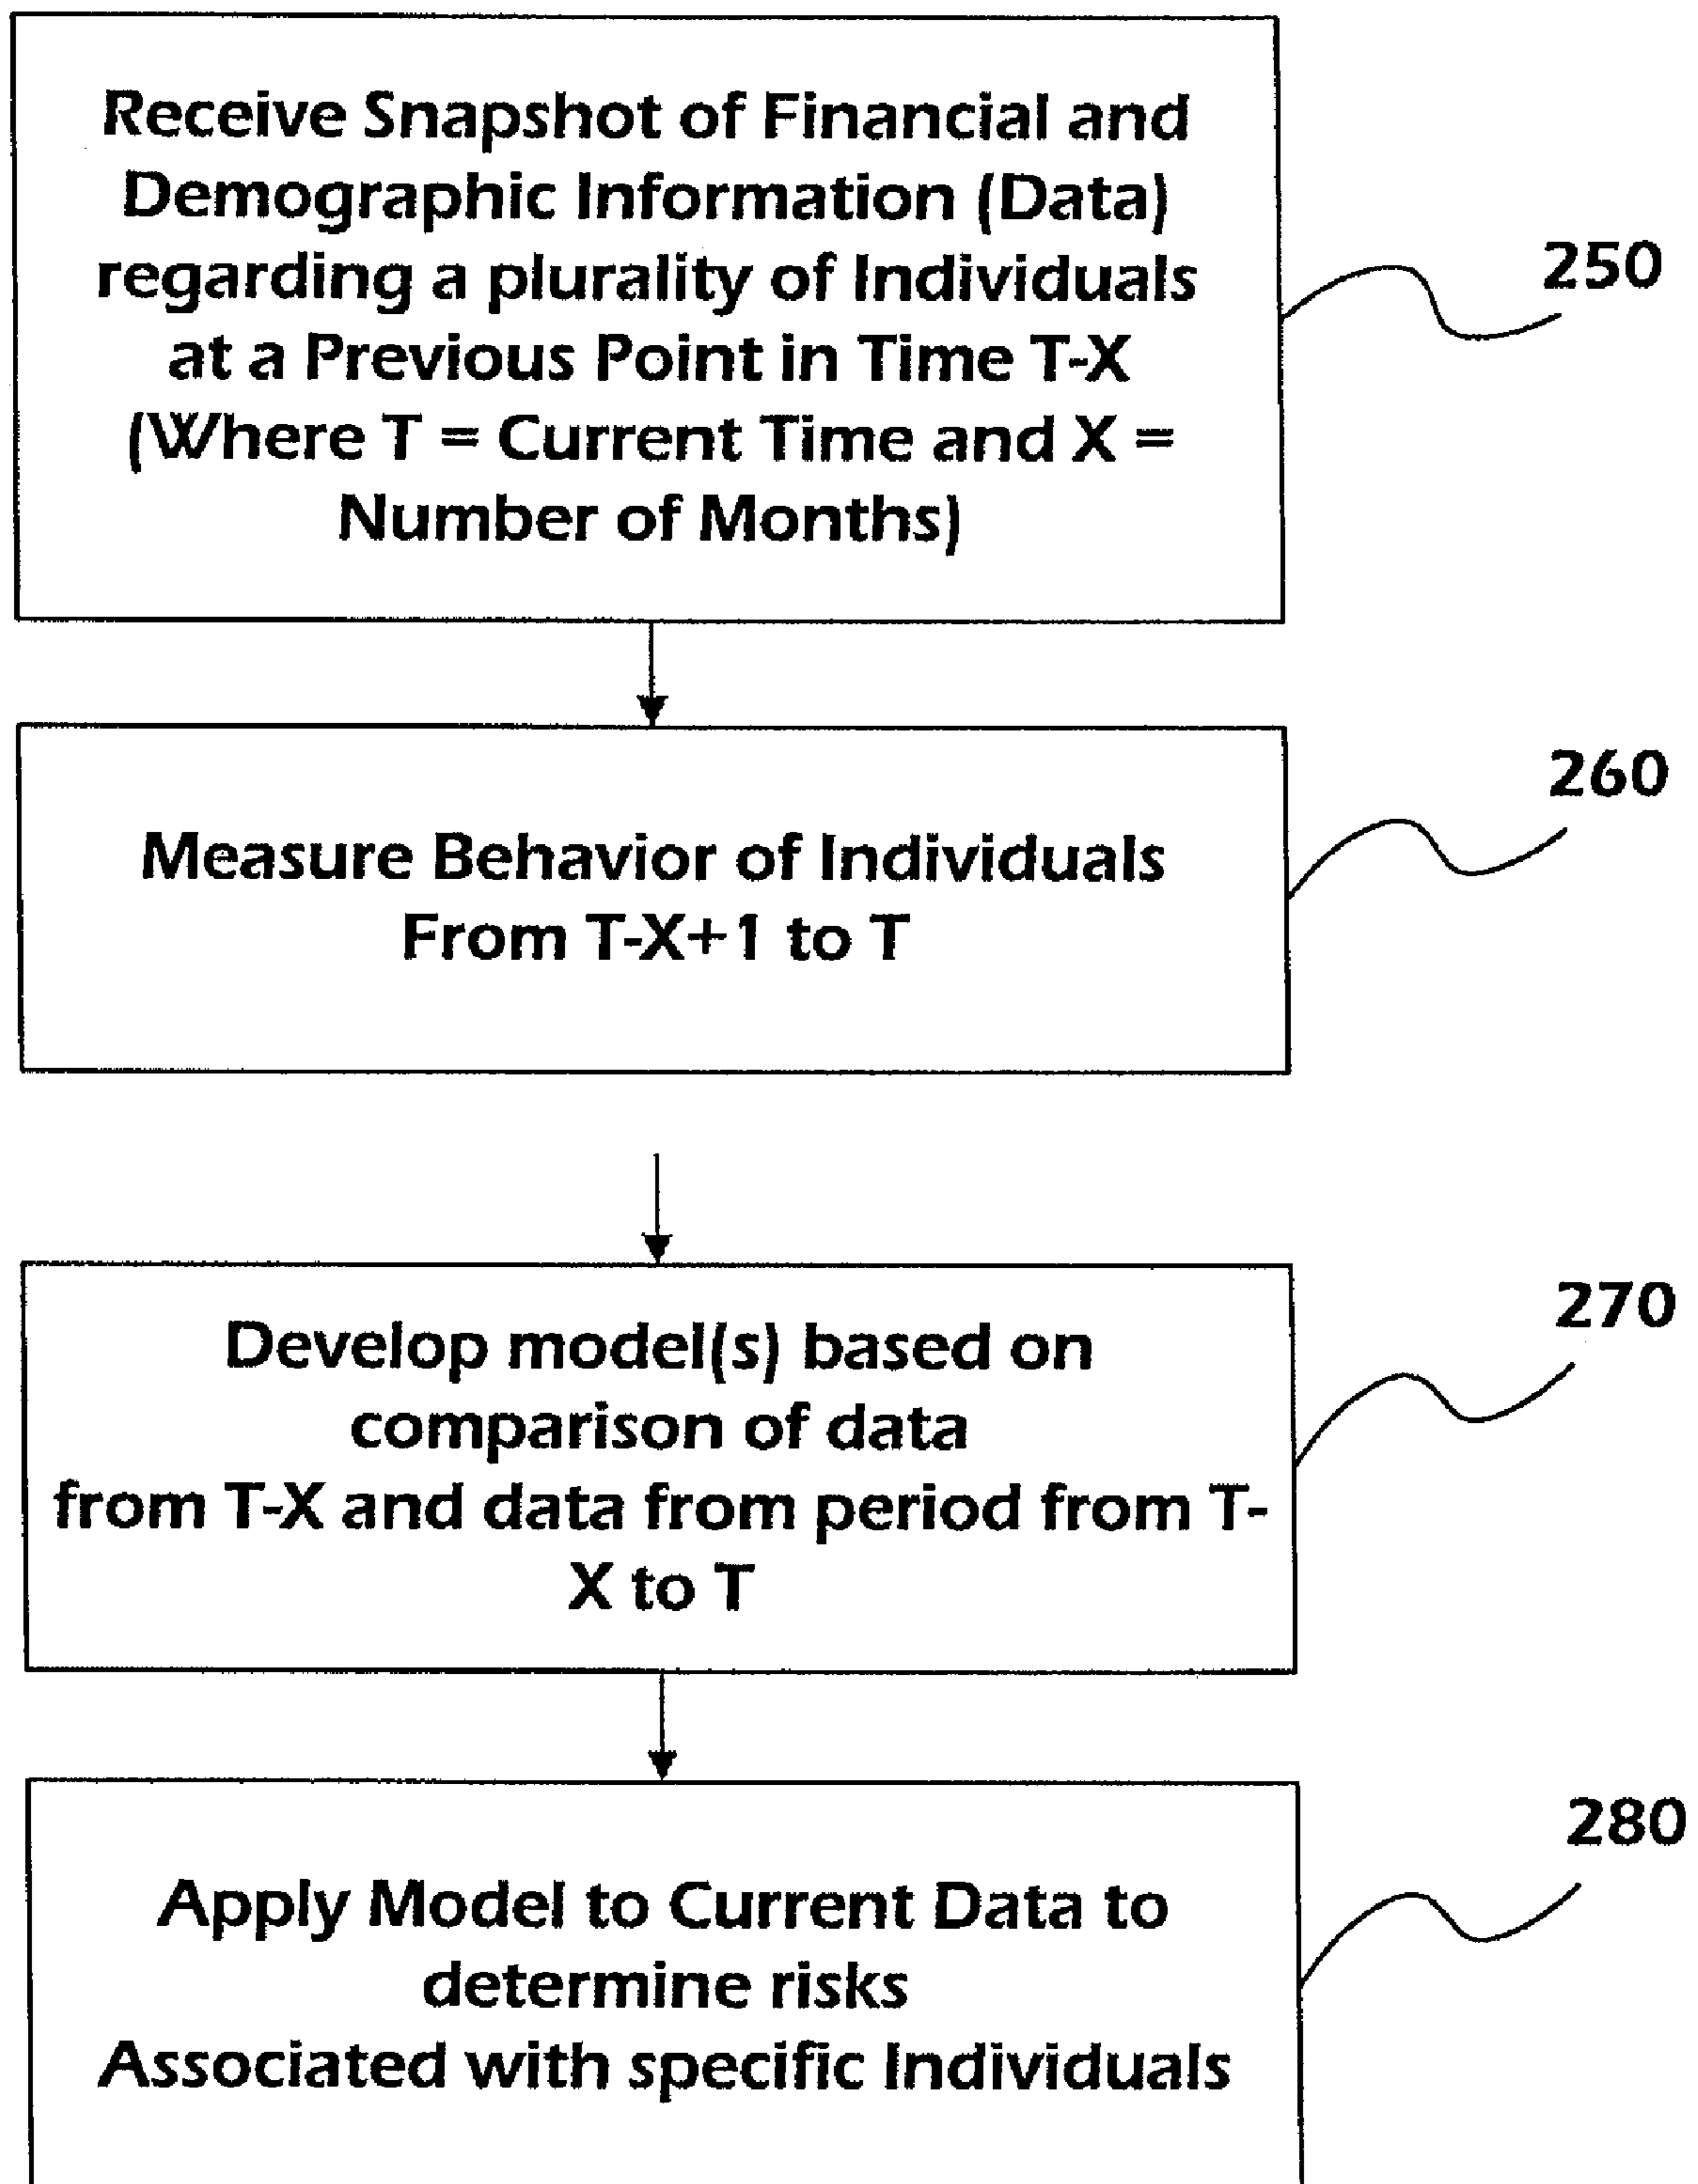 Receive Snapshot of Financial and
Demographic Information (Data)
regarding a plurality of Individuals
at a Previous Point in Time T-X
(Where T = Current Time and X =
Number of Months)
250
Measure Behavior of Individuals
From T-X+1 to T
260
Develop model(s) based on
comparison of data
from T-X and data from period from T-
X to T
270
Apply Model to Current Data to
determine risks
Associated with specific Individuals
280